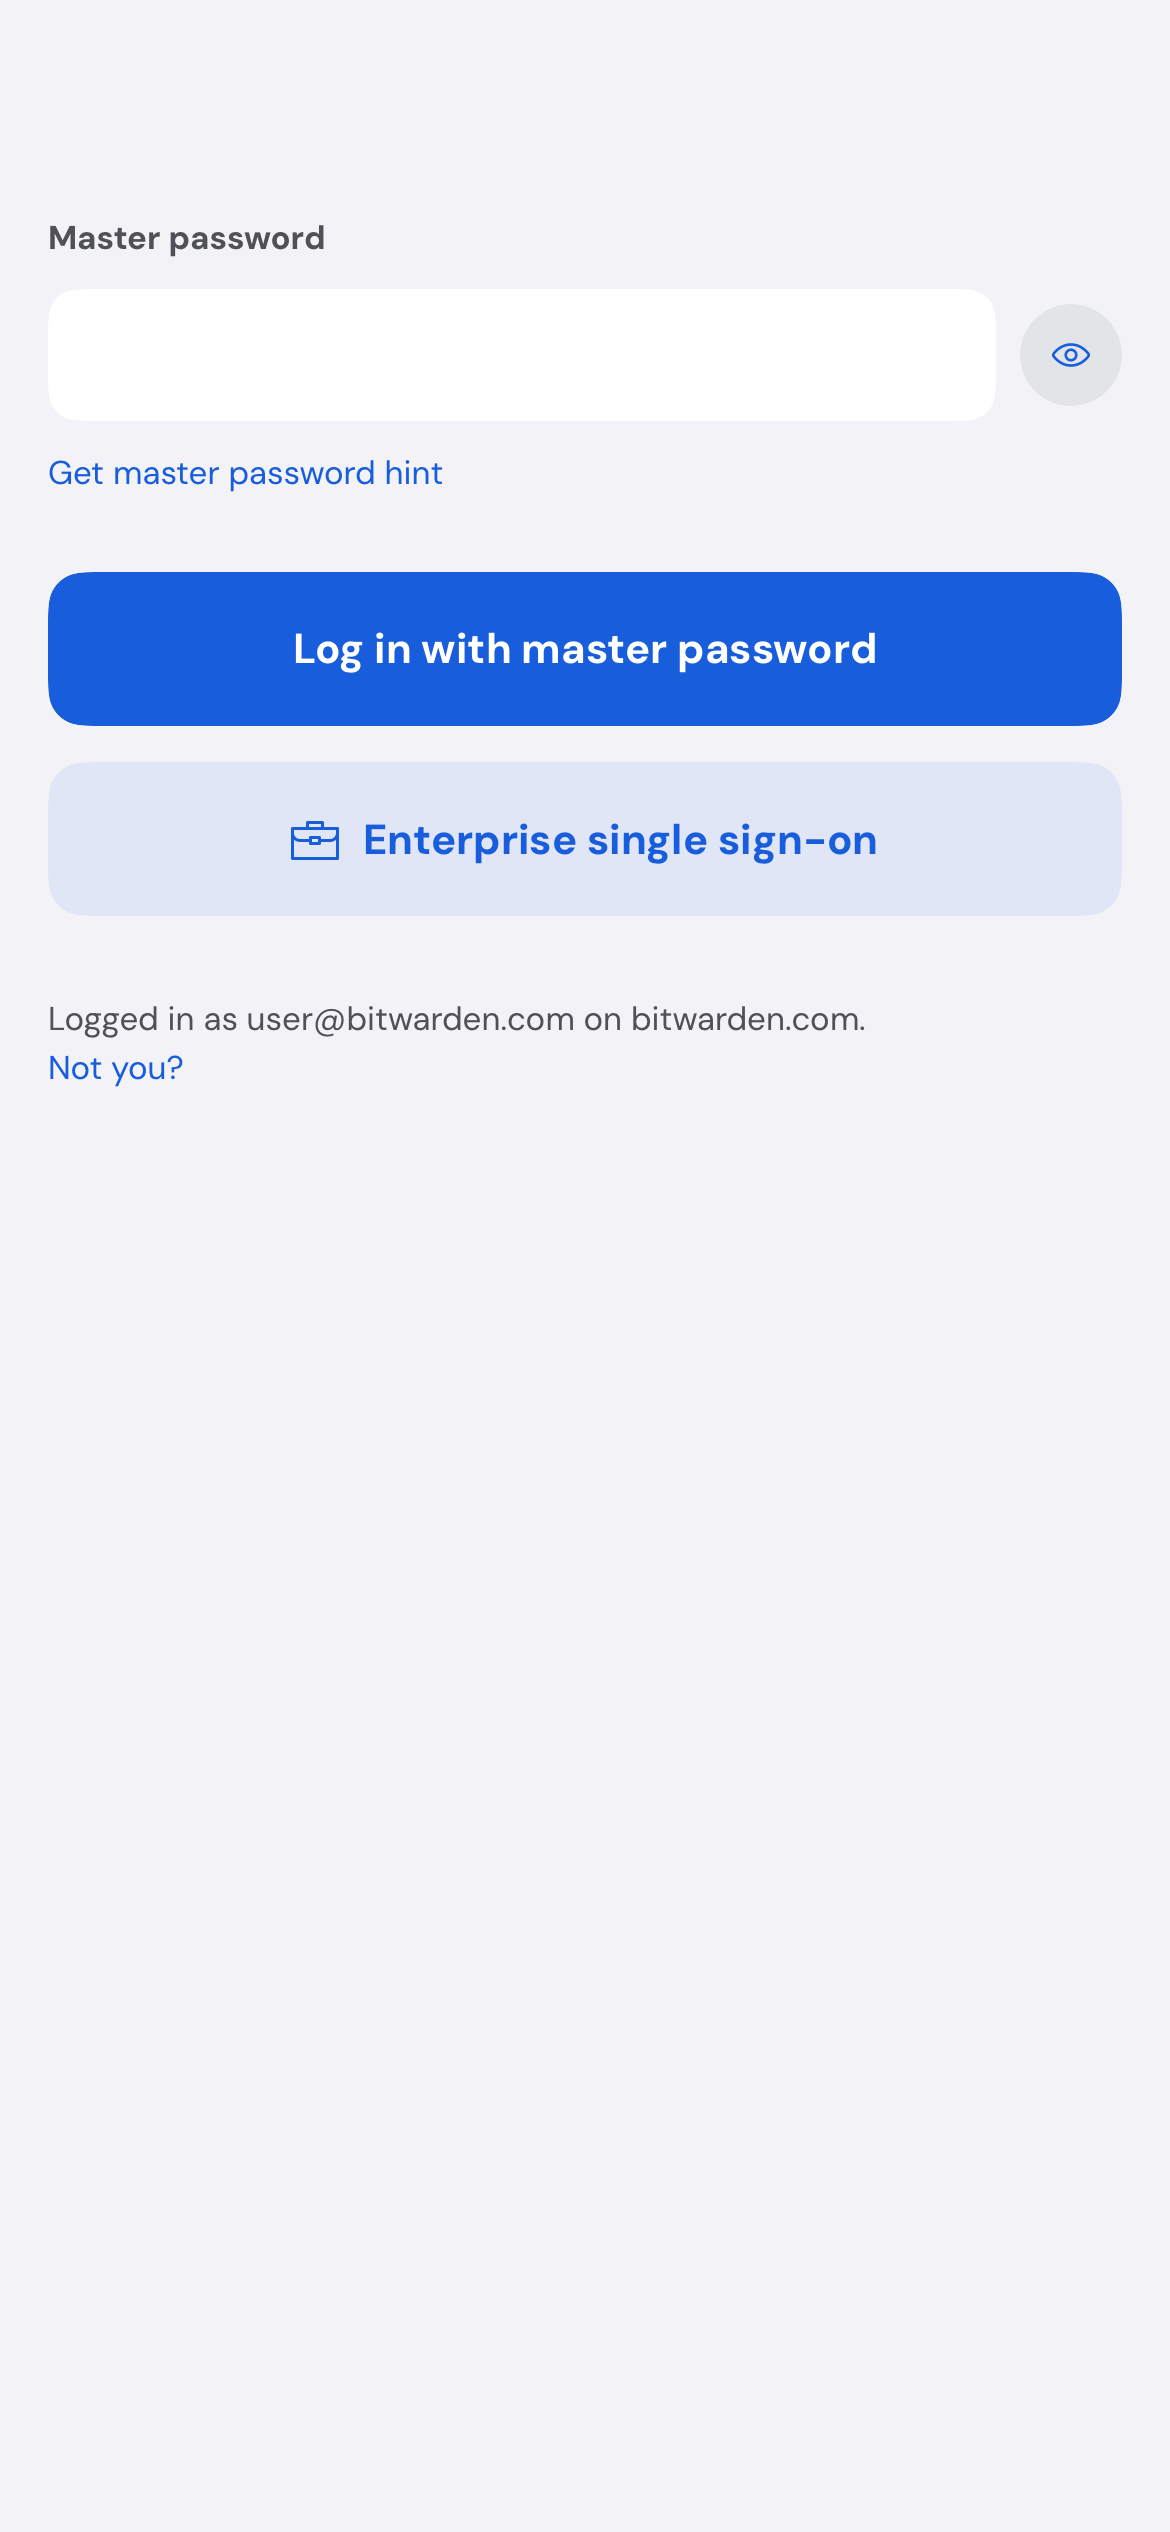 Master password
Get master password hint
Log in with master password
Enterprise single sign-on
Logged in as user@bitwarden.com on bitwarden.com.
Not you?